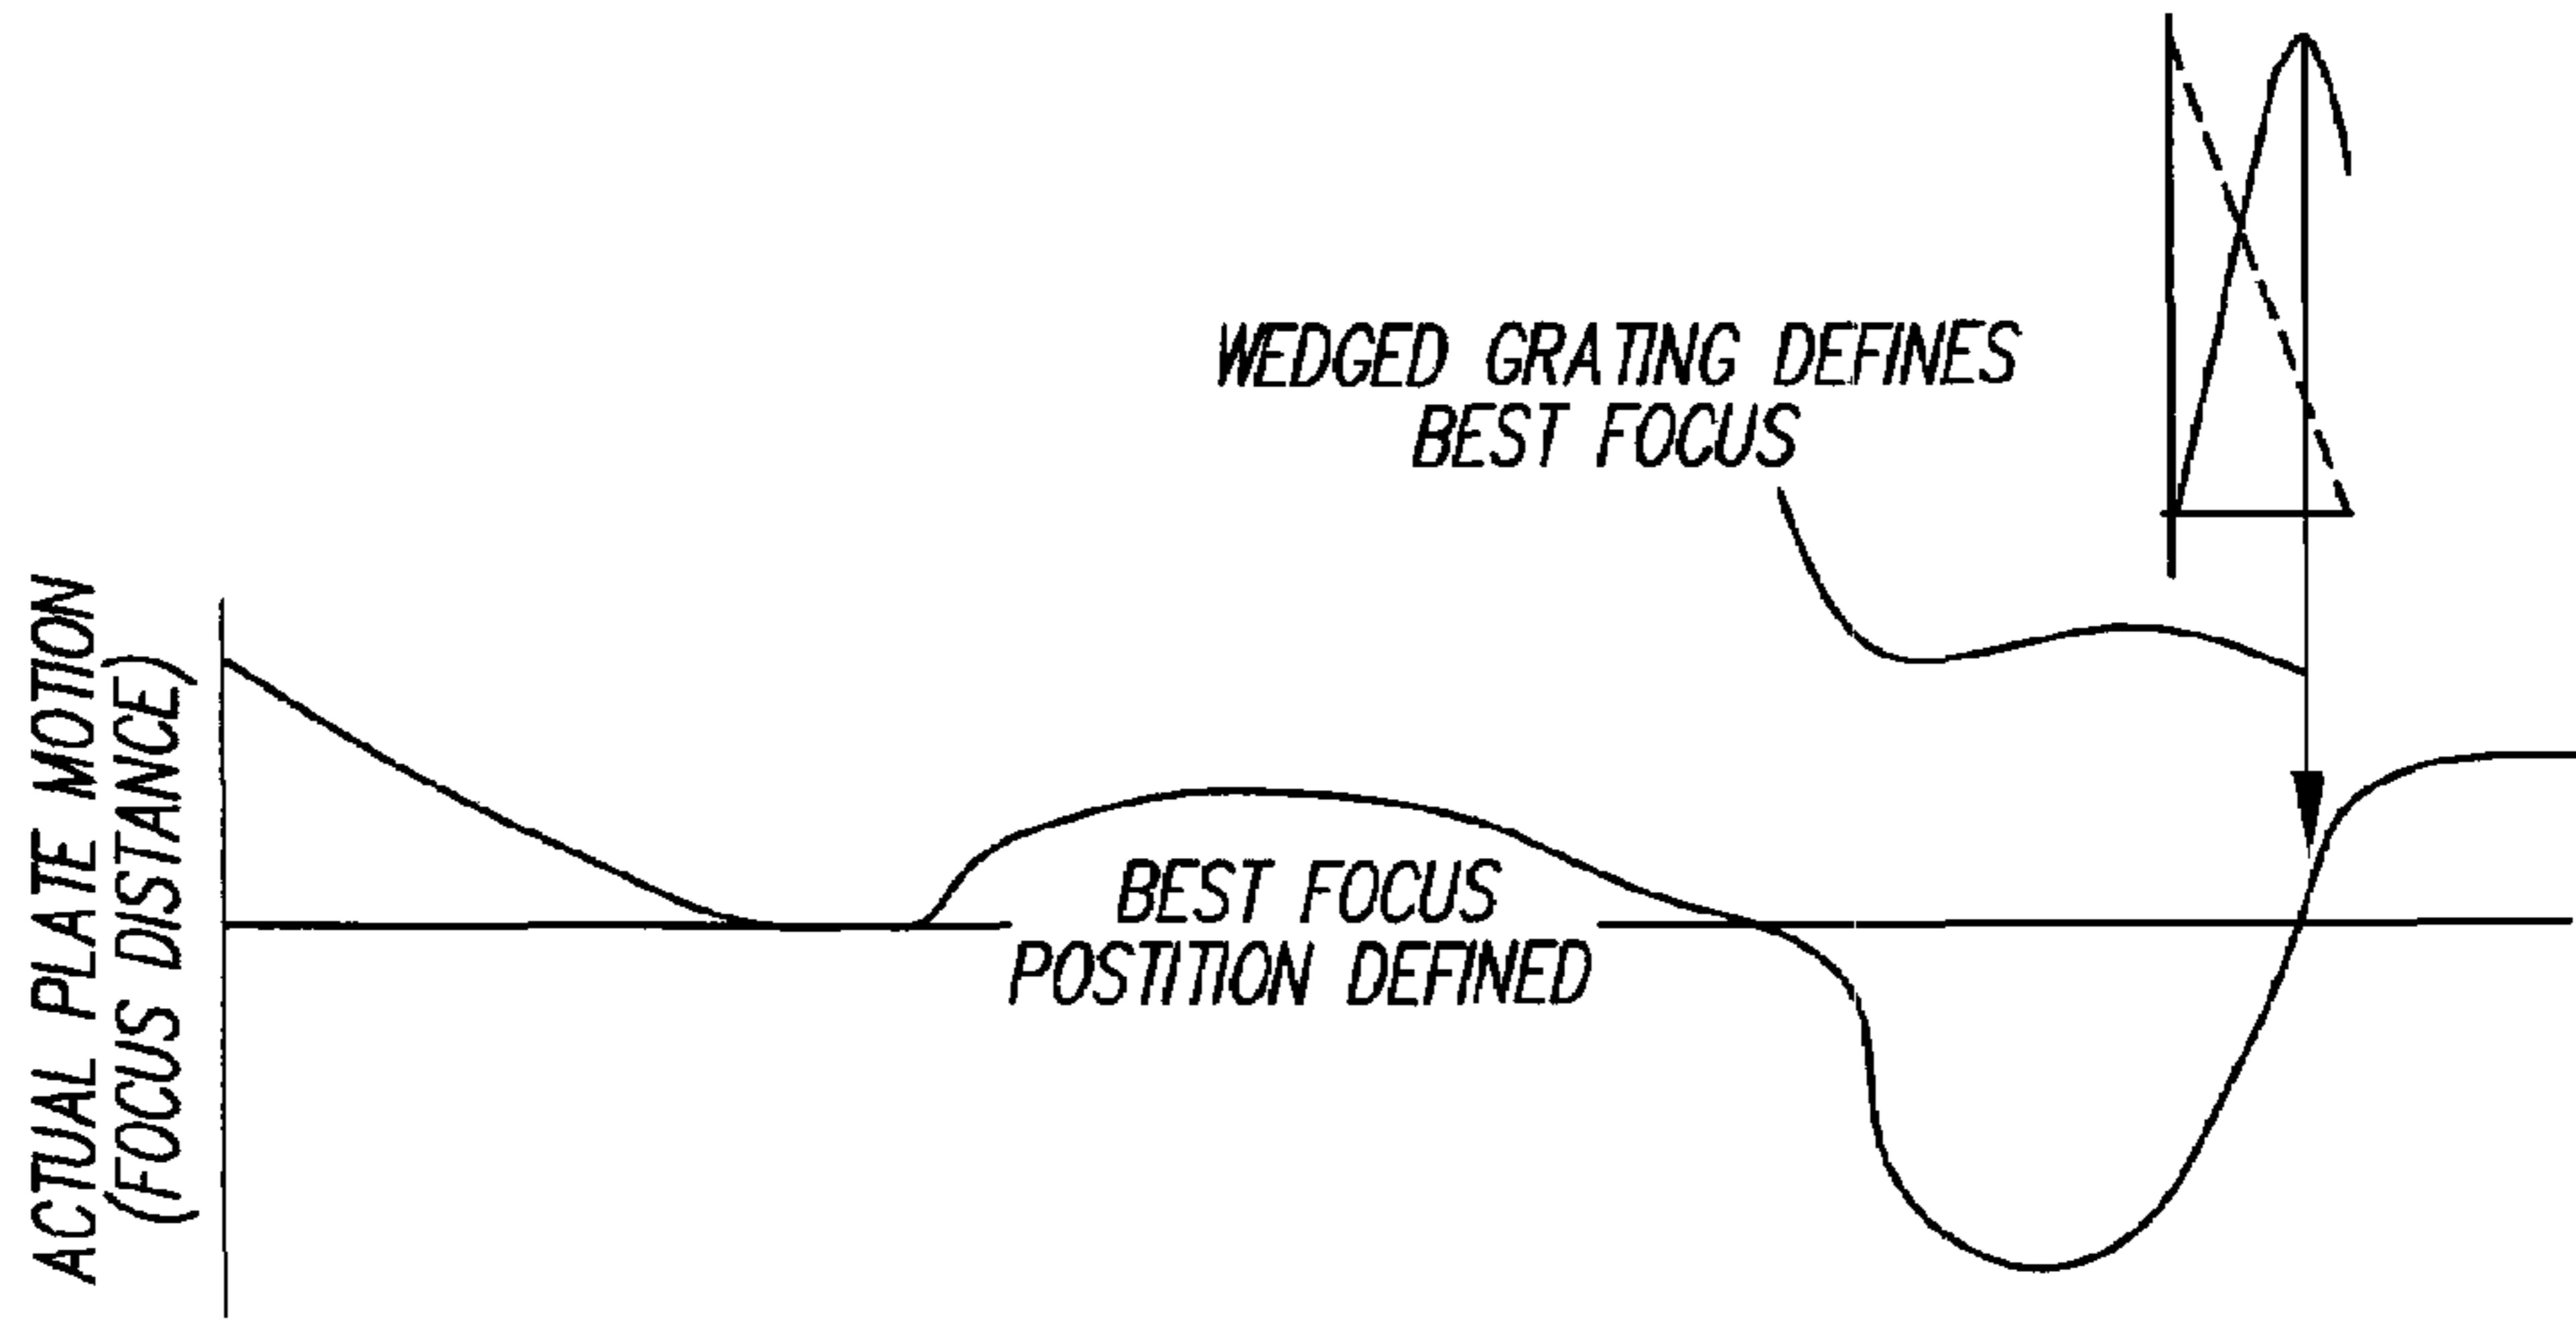 WEDGED GRATING DEFINES
BEST FOCUS
ACTUAL PLATE MOTION
(FOCUS DISTANCE)
BEST FOCUS
POSTITION DEFINED